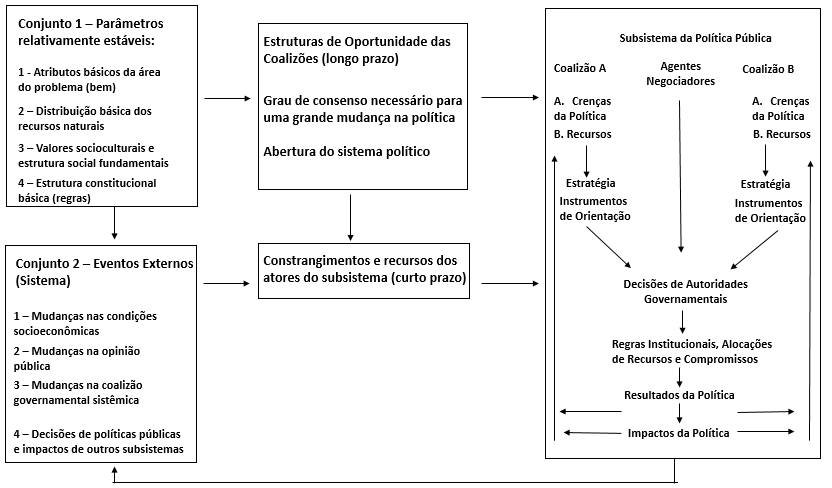 Conjunto 1 – Parâmetros
relativamente estáveis:
1 - Atributos básicos da área
do problema (bem)
2 – Distribuição básica dos
recursos naturais
3 – Valores socioculturais e
estrutura social fundamentais
4 – Estrutura constitucional
básica (regras)
Estruturas de Oportunidade das
Coalizões (longo prazo)
Grau de consenso necessário para
uma grande mudança na política
Abertura do sistema político
Conjunto 2 – Eventos Externos
(Sistema)
1 – Mudanças nas condições
socioeconômicas
2 – Mudanças na opinião
pública
3 – Mudanças na coalizão
governamental sistêmica
4 – Decisões de políticas públicas
e impactos de outros subsistemas
Constrangimentos e recursos dos
atores do subsistema (curto prazo)
Subsistema da Política Pública
Coalizão A
A. Crenças
da Política
B. Recursos
Estratégia
Instrumentos
de Orientação
Agentes
Negociadores
Coalizão B
A. Crenças
da Política
B. Recursos
Estratégia
Instrumentos
de Orientação
Decisões de Autoridades
Governamentais
Regras Institucionais, Alocações
de Recursos e Compromissos
Resultados da Política
Impactos da Política